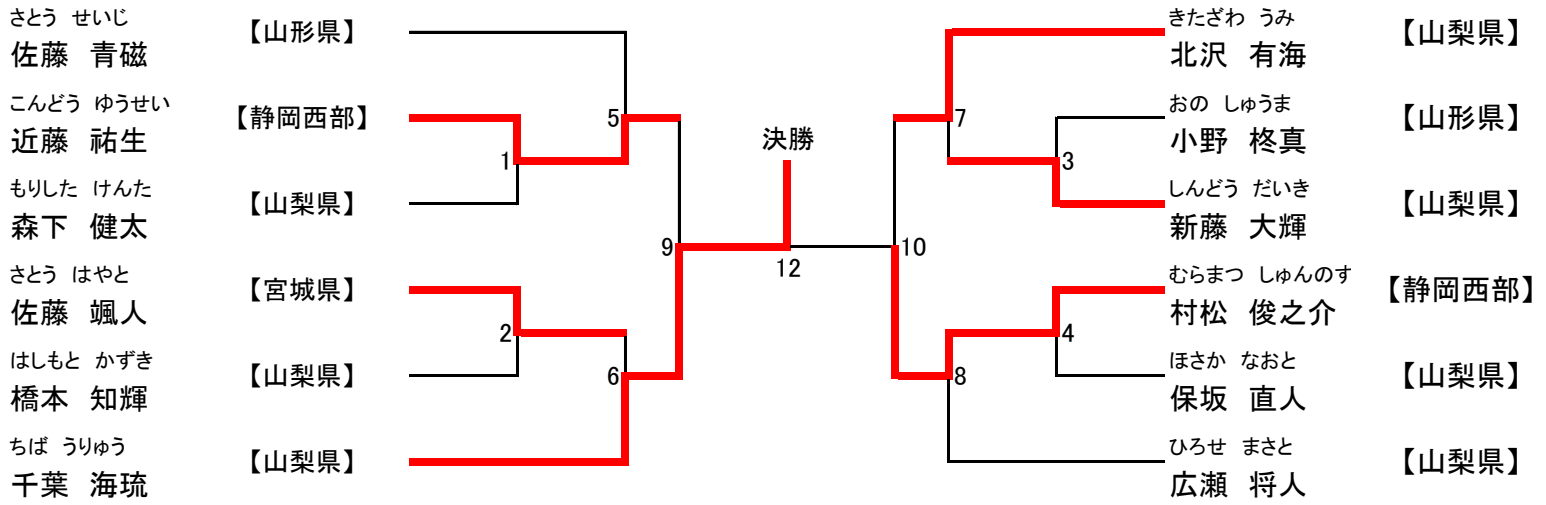 さとう せいじ
佐藤 青磁
【山形県】
こんどう ゆうせい
近藤 祐生
【静岡西部】
もりした けんた
森下 健太
【山梨県】
さとう はやと
佐藤 颯人
【宮城県】
はしもと かずき
橋本 知輝
【山梨県】
ちば うりゅう
千葉 海琉
【山梨県】
1
2
5
6
9
決勝
12
10
7
8
3
4
きたざわ うみ
北沢 有海
【山梨県】
おの しゅうま
小野 柊真
【山形県】
しんどう だいき
新藤 大輝
【山梨県】
むらまつ しゅんのす
村松 俊之介
【静岡西部】
ほさか なおと
保坂 直人
【山梨県】
ひろせ まさと
広瀬 将人
【山梨県】